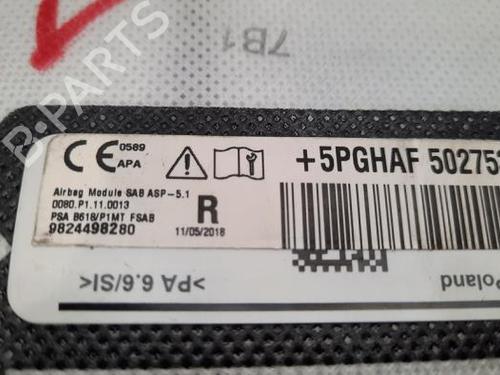 7B1
B-PARTS
CE 0589
APA
+5PGHAF 502753
Airbag Module SAB ASP-5.1
0080.P1.11.0013
PSA B618/P1MT FSAB
9824498280
R
11/05/2018
>PA 6.6/SI<
Poland